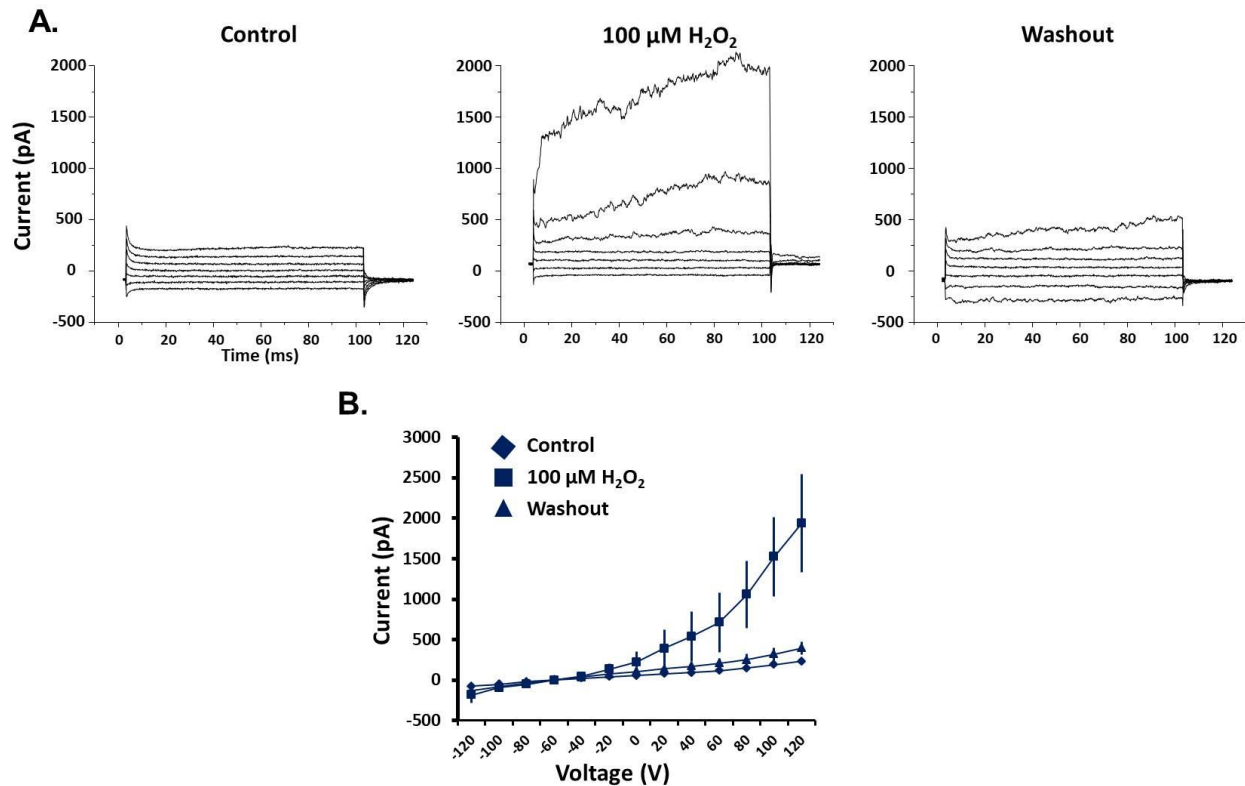 A.
Control
100 µM H₂O₂
Washout
Current (pA)
2000
1500
1000
500
0
-500
0 20 40 60 80 100 120
Time (ms)
2000
1500
1000
500
0
-500
0 20 40 60 80 100 120
2000
1500
1000
500
0
-500
0 20 40 60 80 100 120
B.
Current (pA)
3000
2500
2000
1500
1000
500
0
-500
Control
100 µM H₂O₂
Washout
-120 -100 -80 -60 -40 -20 0 20 40 60 80 100 120
Voltage (V)